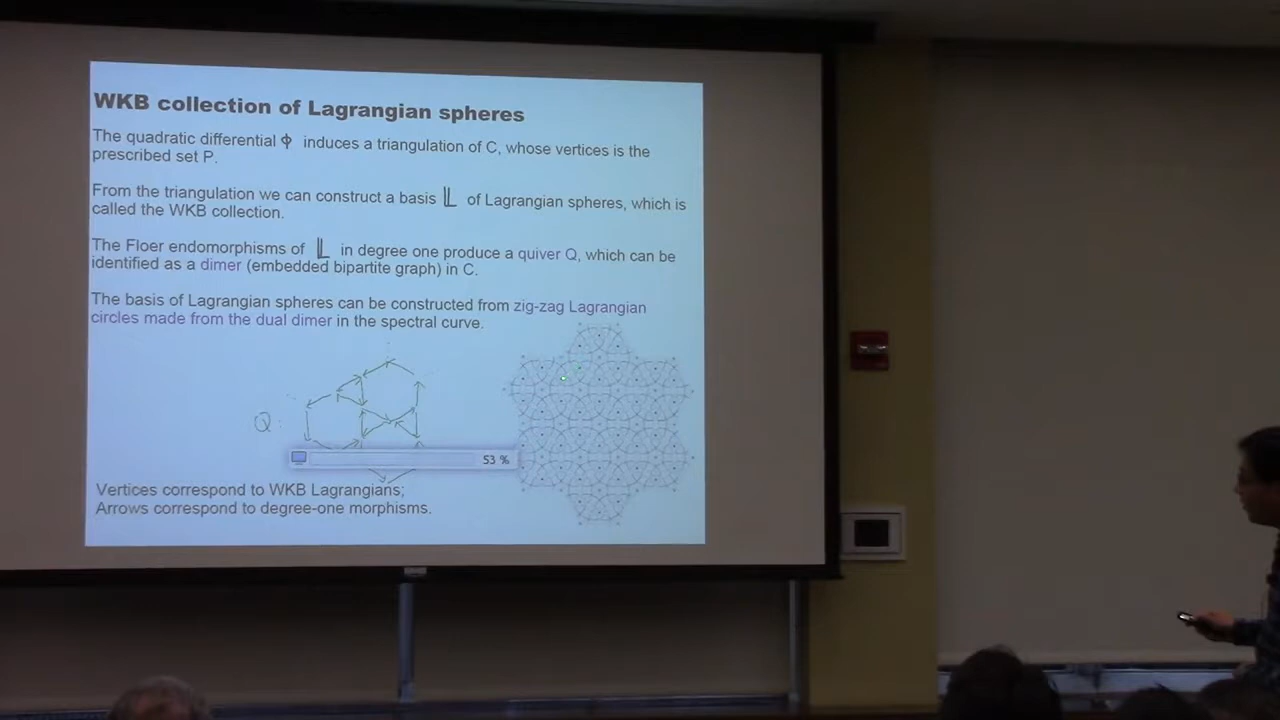 WKB collection of Lagrangian spheres
The quadratic differential ϕ induces a triangulation of C, whose vertices is the
prescribed set P.
From the triangulation we can construct a basis 𝕃 of Lagrangian spheres, which is
called the WKB collection.
The Floer endomorphisms of 𝕃 in degree one produce a quiver Q, which can be
identified as a dimer (embedded bipartite graph) in C.
The basis of Lagrangian spheres can be constructed from zig-zag Lagrangian
circles made from the dual dimer in the spectral curve.
Q:
53 %
Vertices correspond to WKB Lagrangians;
Arrows correspond to degree-one morphisms.